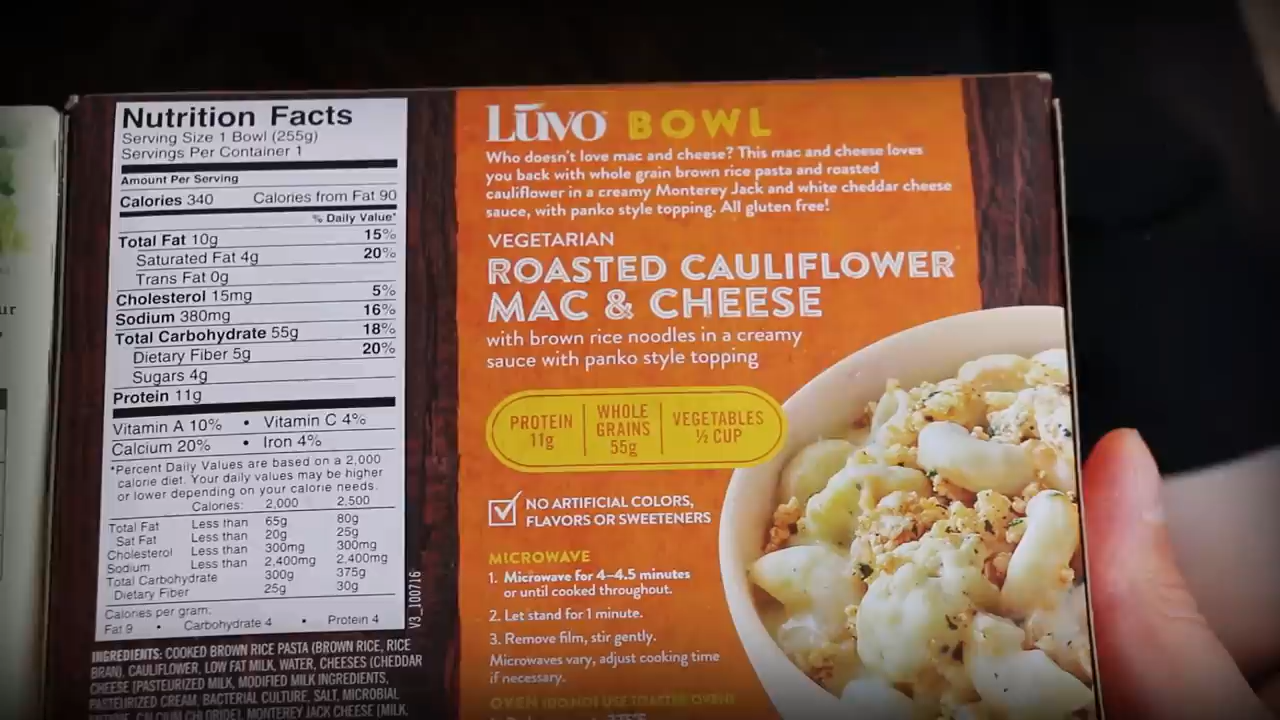 Nutrition Facts
Serving Size 1 Bowl (255g)
Servings Per Container 1
Amount Per Serving
Calories 340 Calories from Fat 90
% Daily Value*
Total Fat 10g 15%
Saturated Fat 4g 20%
Trans Fat 0g
Cholesterol 15mg 5%
Sodium 380mg 16%
Total Carbohydrate 55g 18%
Dietary Fiber 5g 20%
Sugars 4g
Protein 11g
Vitamin A 10% • Vitamin C 4%
Calcium 20% • Iron 4%
*Percent Daily Values are based on a 2,000
calorie diet. Your daily values may be higher
or lower depending on your calorie needs.
Calories: 2,000 2,500
Total Fat Less than 65g 80g
Sat Fat Less than 20g 25g
Cholesterol Less than 300mg 300mg
Sodium Less than 2,400mg 2,400mg
Total Carbohydrate 300g 375g
Dietary Fiber 25g 30g
Calories per gram:
Fat 9 • Carbohydrate 4 • Protein 4
V3_100716
INGREDIENTS: COOKED BROWN RICE PASTA (BROWN RICE, RICE
BRAN), CAULIFLOWER, LOW FAT MILK, WATER, CHEESES (CHEDDAR
CHEESE [PASTEURIZED MILK, MODIFIED MILK INGREDIENTS,
PASTEURIZED CREAM, BACTERIAL CULTURE, SALT, MICROBIAL
CALCIUM CHLORIDE], MONTEREY JACK CHEESE [MILK,
LŪVO BOWL
Who doesn't love mac and cheese? This mac and cheese loves
you back with whole grain brown rice pasta and roasted
cauliflower in a creamy Monterey Jack and white cheddar cheese
sauce, with panko style topping. All gluten free!
VEGETARIAN
ROASTED CAULIFLOWER
MAC & CHEESE
with brown rice noodles in a creamy
sauce with panko style topping
PROTEIN
11g
WHOLE
GRAINS
55g
VEGETABLES
½ CUP
NO ARTIFICIAL COLORS,
FLAVORS OR SWEETENERS
MICROWAVE
1. Microwave for 4–4.5 minutes
or until cooked throughout.
2. Let stand for 1 minute.
3. Remove film, stir gently.
Microwaves vary, adjust cooking time
if necessary.
OVEN (DO NOT USE TOASTER OVEN)